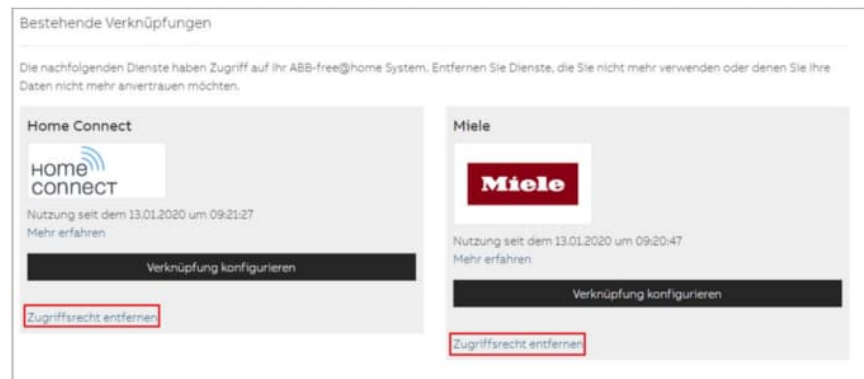 Bestehende Verknüpfungen
Die nachfolgenden Dienste haben Zugriff auf Ihr ABB-free@home System. Entfernen Sie Dienste, die Sie nicht mehr verwenden oder denen Sie Ihre
Daten nicht mehr anvertrauen möchten.
Home Connect
HOME
CONNECT
Nutzung seit dem 13.01.2020 um 09:21:27
Mehr erfahren
Verknüpfung konfigurieren
Zugriffsrecht entfernen
Miele
Miele
Nutzung seit dem 13.01.2020 um 09:20:47
Mehr erfahren
Verknüpfung konfigurieren
Zugriffsrecht entfernen